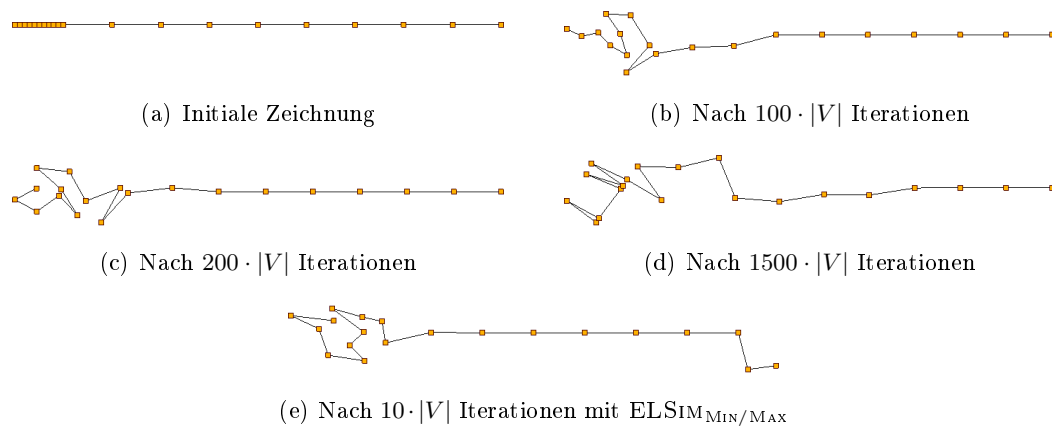 (a) Initiale Zeichnung
(b) Nach 100 · |V| Iterationen
(c) Nach 200 · |V| Iterationen
(d) Nach 1500 · |V| Iterationen
(e) Nach 10 · |V| Iterationen mit ELSIM_MIN/MAX